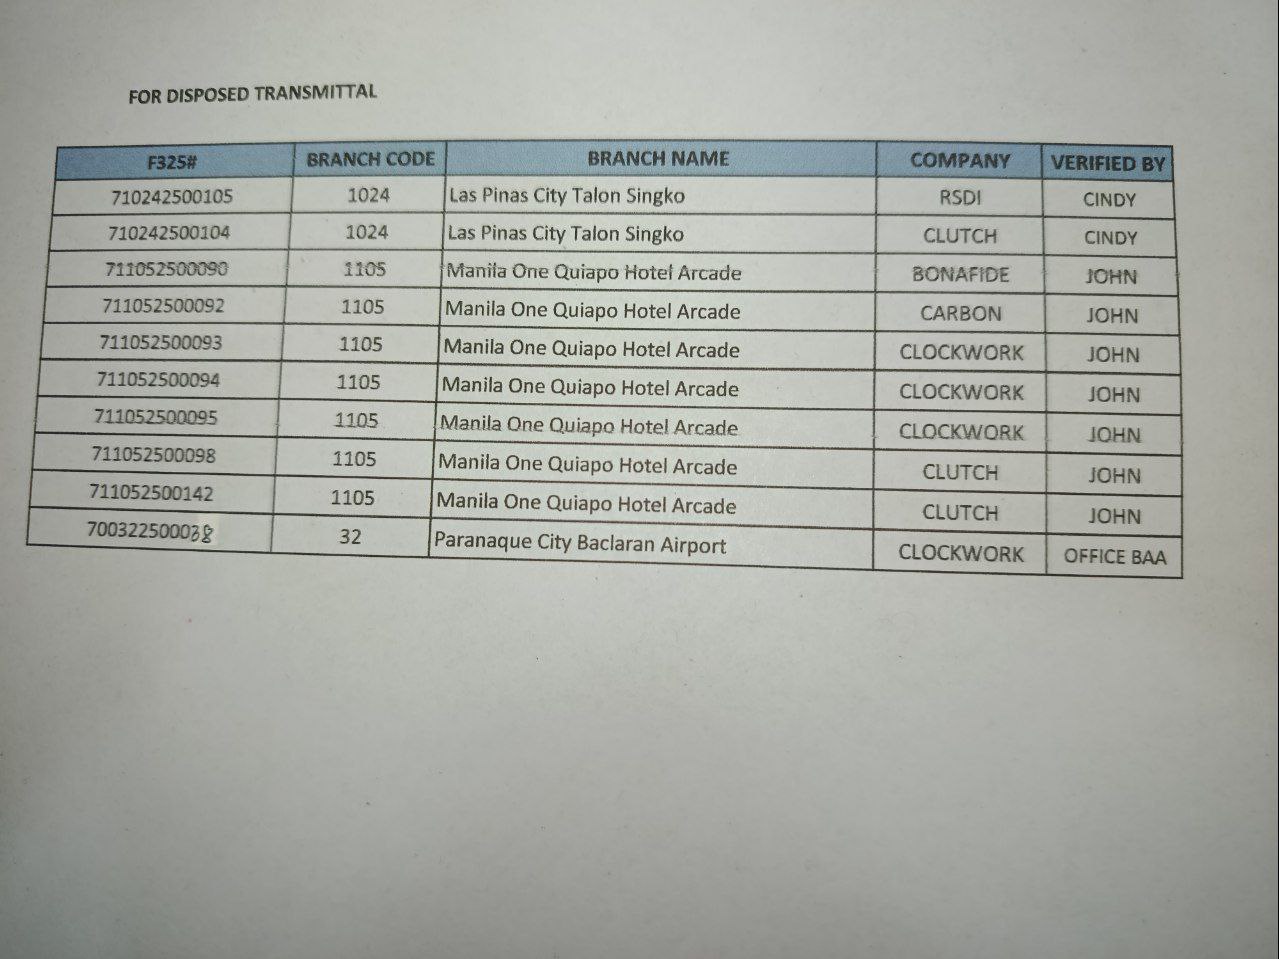 FOR DISPOSED TRANSMITTAL
F325# BRANCH CODE BRANCH NAME COMPANY VERIFIED BY
710242500105 1024 Las Pinas City Talon Singko RSDI CINDY
710242500104 1024 Las Pinas City Talon Singko CLUTCH CINDY
711052500090 1105 Manila One Quiapo Hotel Arcade BONAFIDE JOHN
711052500092 1105 Manila One Quiapo Hotel Arcade CARBON JOHN
711052500093 1105 Manila One Quiapo Hotel Arcade CLOCKWORK JOHN
711052500094 1105 Manila One Quiapo Hotel Arcade CLOCKWORK JOHN
711052500095 1105 Manila One Quiapo Hotel Arcade CLOCKWORK JOHN
711052500098 1105 Manila One Quiapo Hotel Arcade CLUTCH JOHN
711052500142 1105 Manila One Quiapo Hotel Arcade CLUTCH JOHN
700322500038 32 Paranaque City Baclaran Airport CLOCKWORK OFFICE BAA